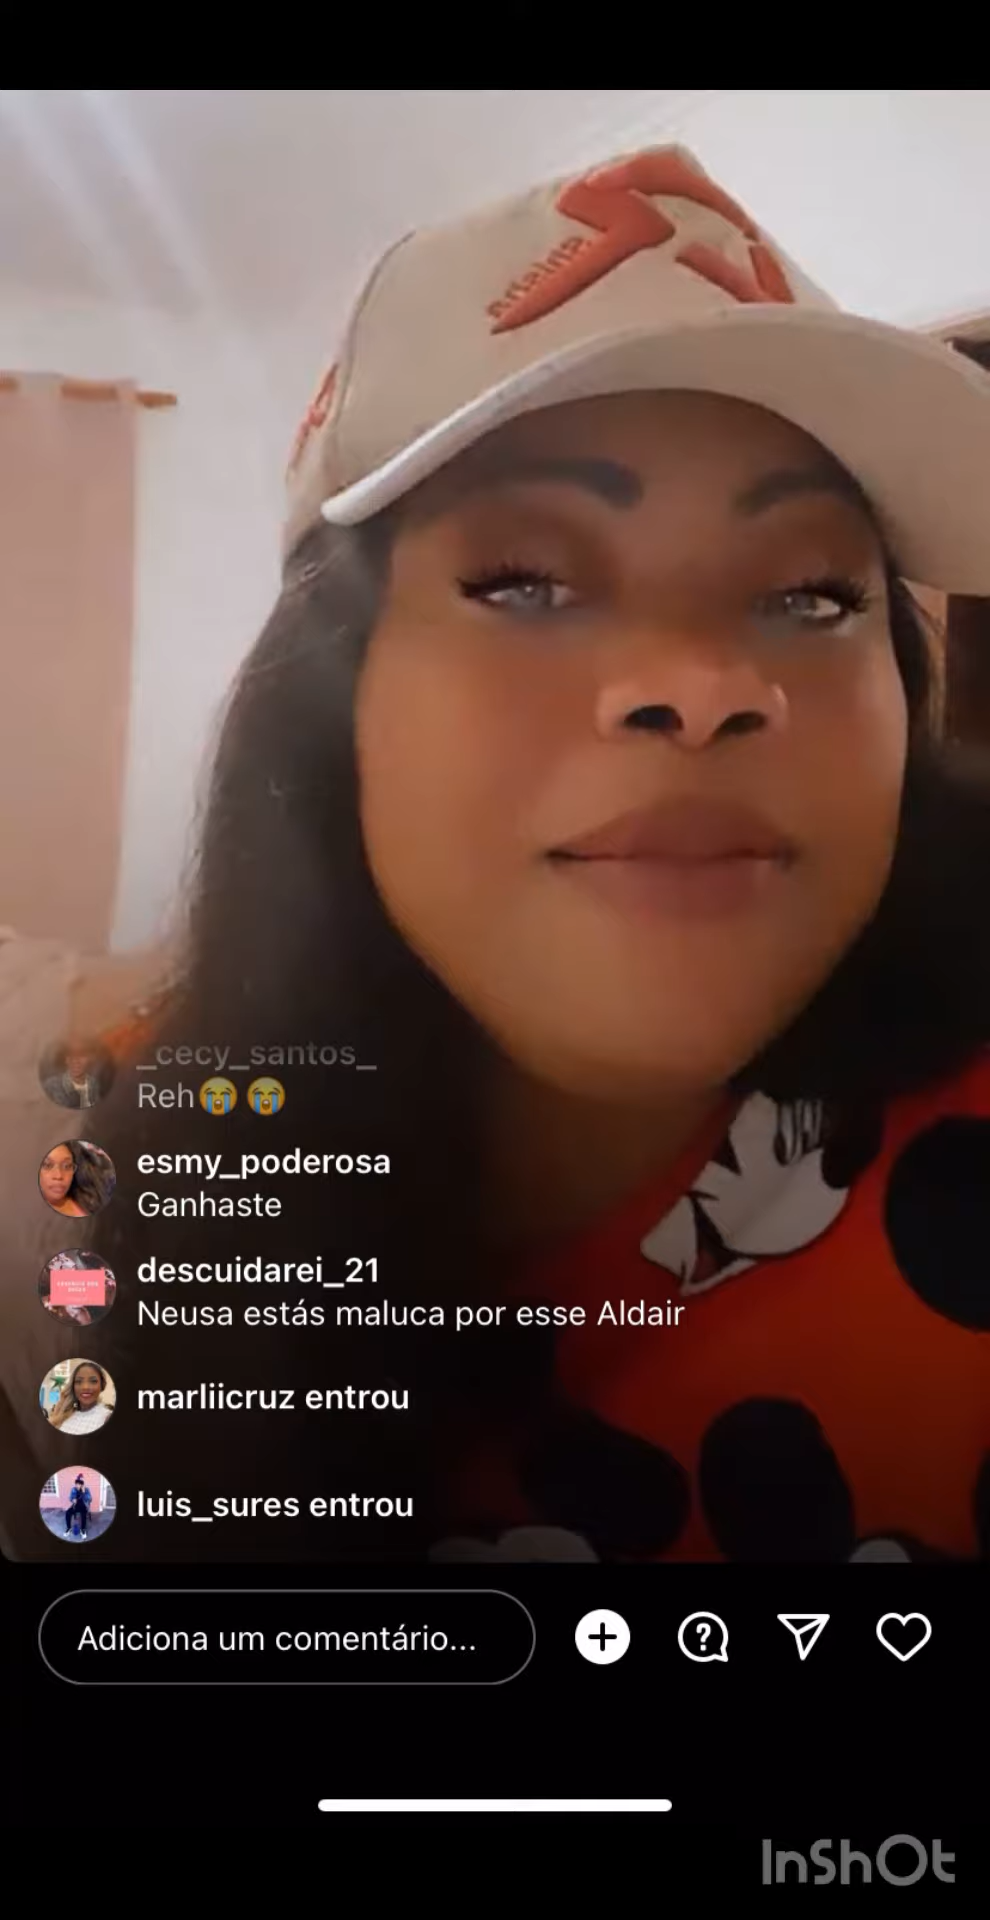 _cecy_santos_
Reh😭😭
esmy_poderosa
Ganhaste
descuidarei_21
Neusa estás maluca por esse Aldair
marliicruz entrou
luis_sures entrou
Adiciona um comentário...
InShOt